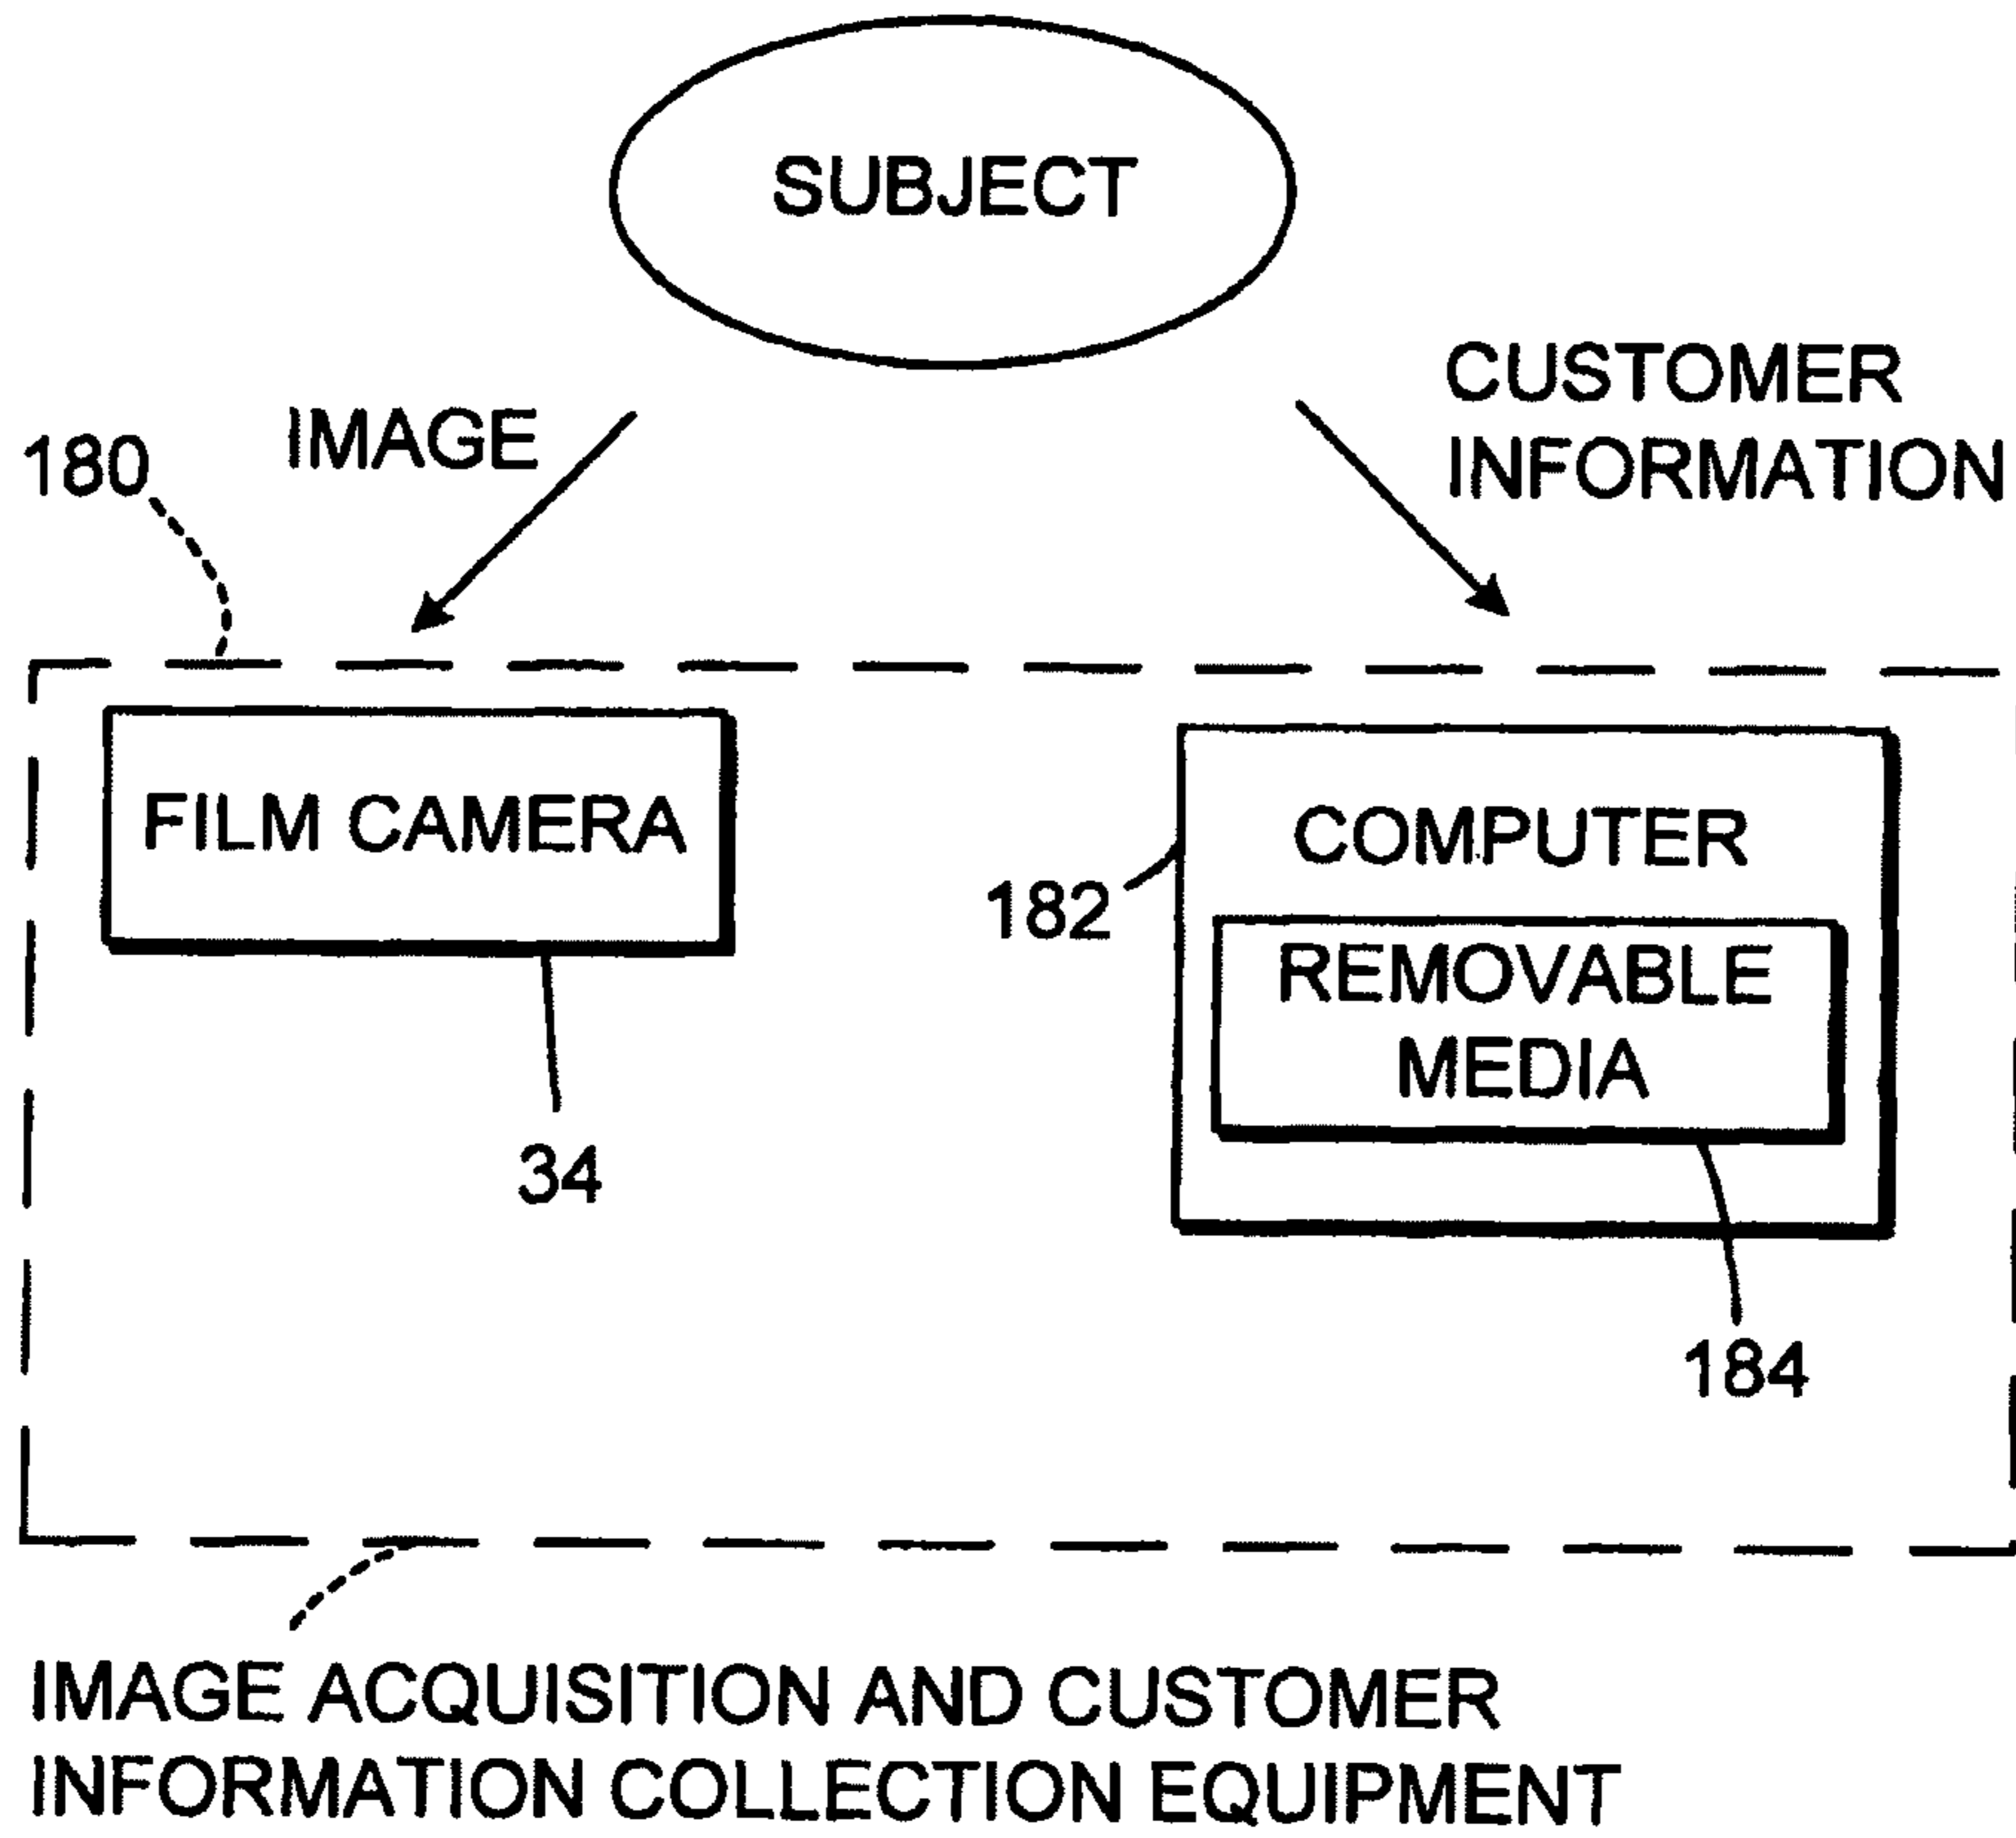 SUBJECT
IMAGE
CUSTOMER
INFORMATION
180
FILM CAMERA
34
COMPUTER
182
REMOVABLE
MEDIA
184
IMAGE ACQUISITION AND CUSTOMER
INFORMATION COLLECTION EQUIPMENT